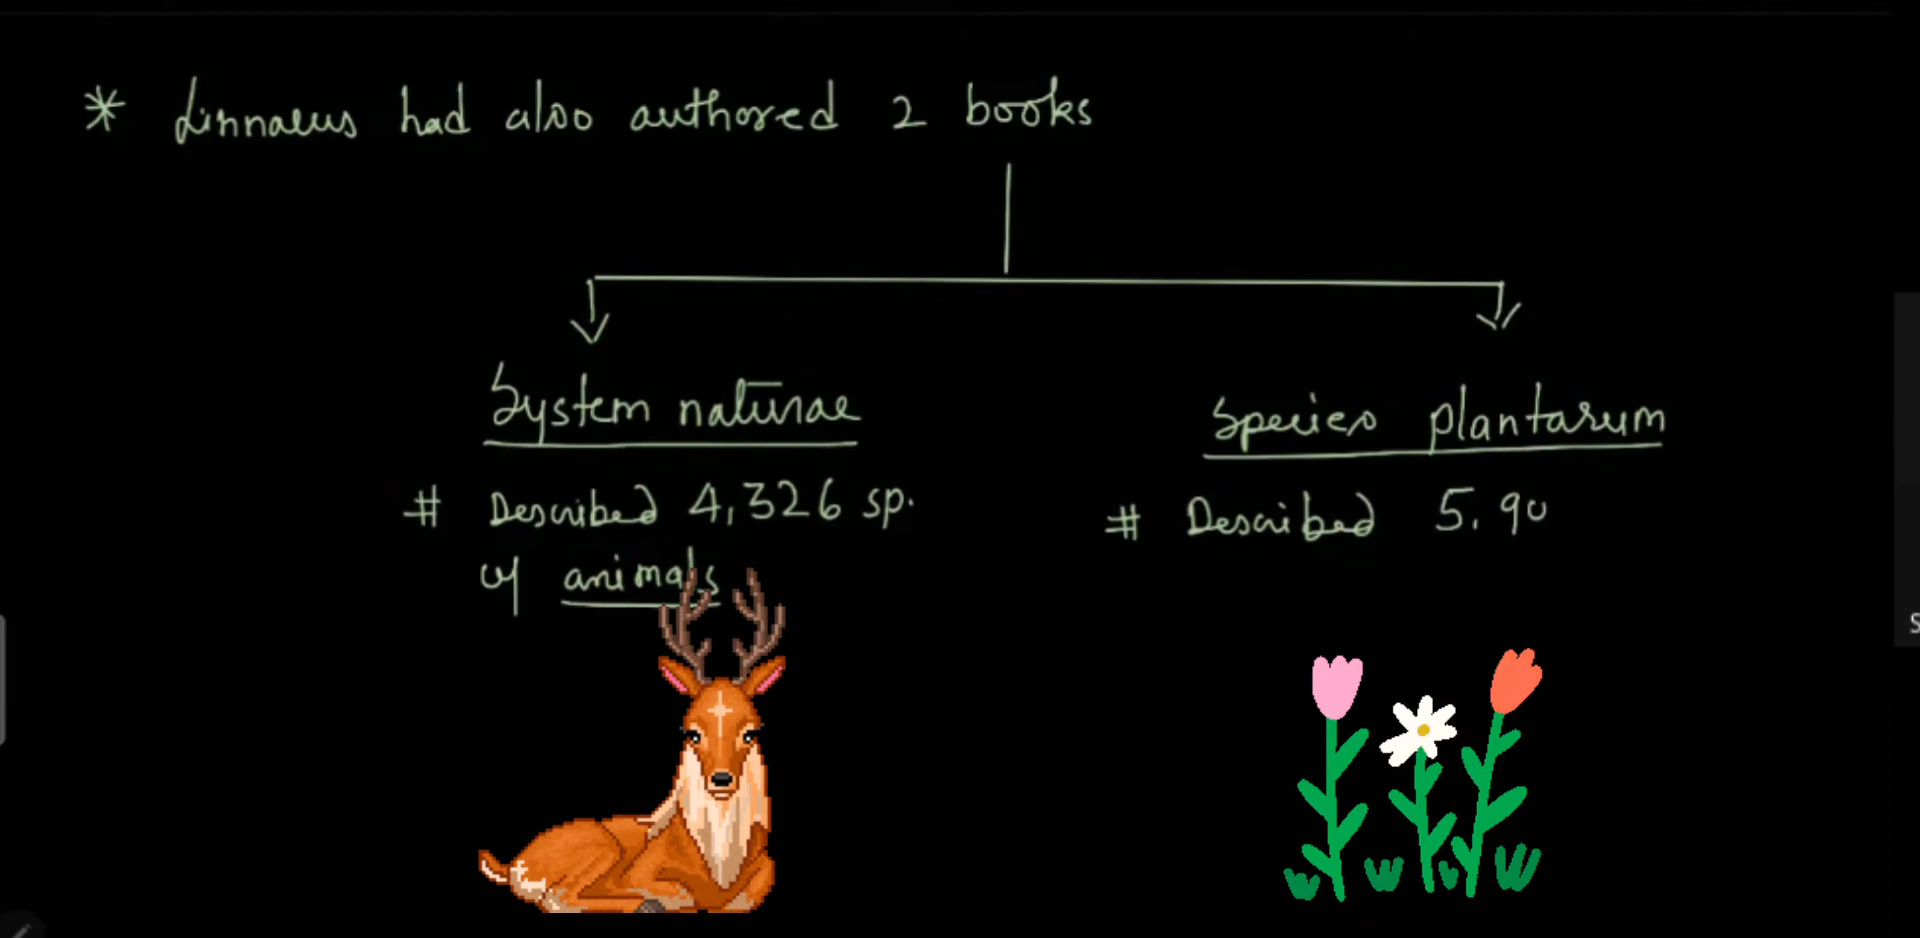 * Linnaeus had also authored 2 books
System naturae
Species plantarum
# Described 4,326 sp.
of animals
# Described 5,90
S